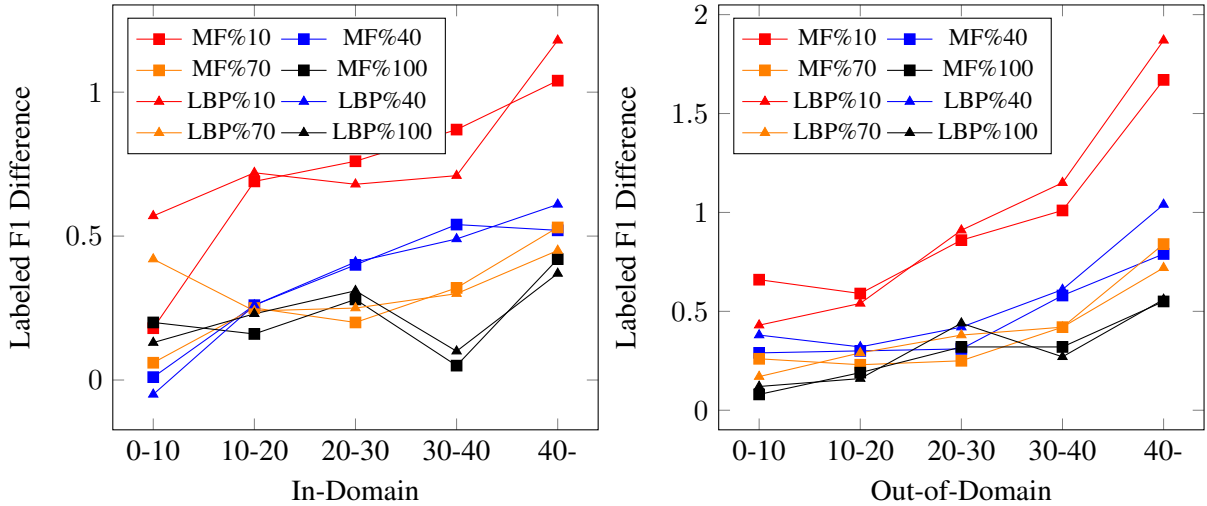 MF%10 MF%40
MF%70 MF%100
LBP%10 LBP%40
LBP%70 LBP%100
Labeled F1 Difference
1
0.5
0
0-10 10-20 20-30 30-40 40-
In-Domain
MF%10 MF%40
MF%70 MF%100
LBP%10 LBP%40
LBP%70 LBP%100
Labeled F1 Difference
2
1.5
1
0.5
0
0-10 10-20 20-30 30-40 40-
Out-of-Domain